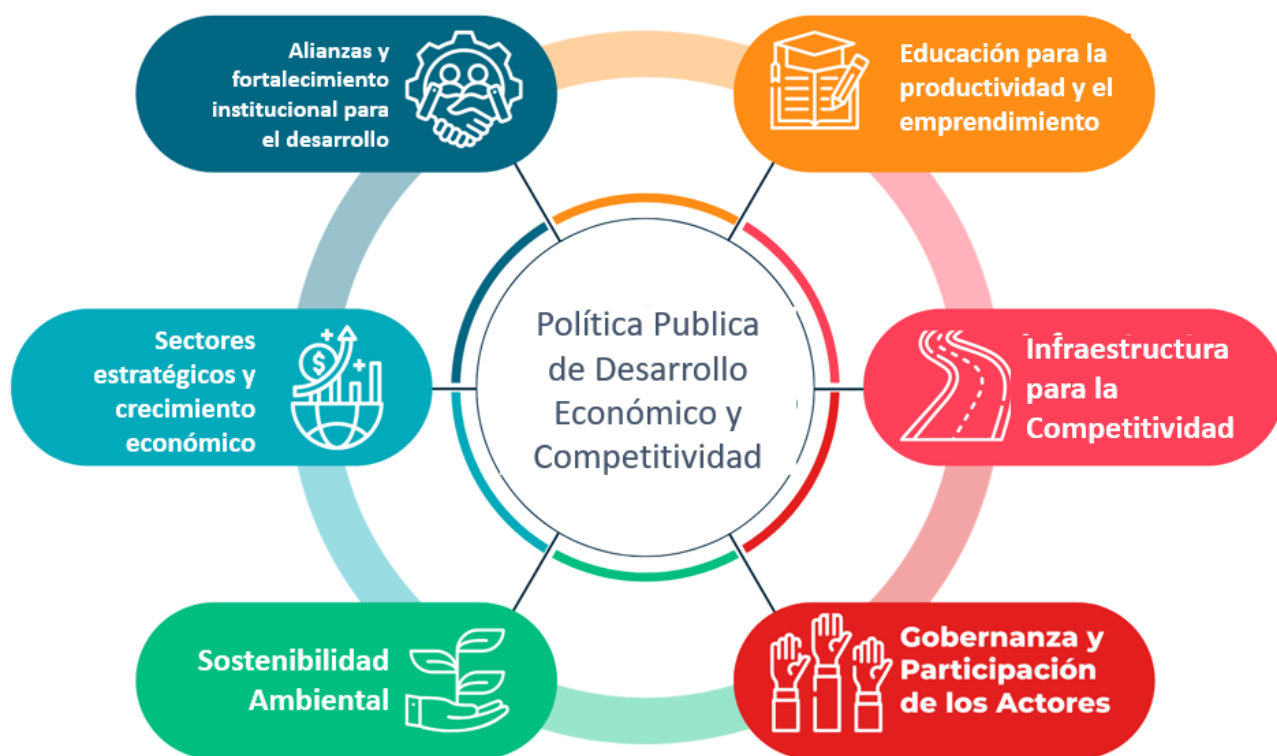 Alianzas y
fortalecimiento
institucional para
el desarrollo
Educación para la
productividad y el
emprendimiento
Sectores
estratégicos y
crecimiento
económico
Política Publica
de Desarrollo
Económico y
Competitividad
Infraestructura
para la
Competitividad
Sostenibilidad
Ambiental
Gobernanza y
Participación
de los Actores